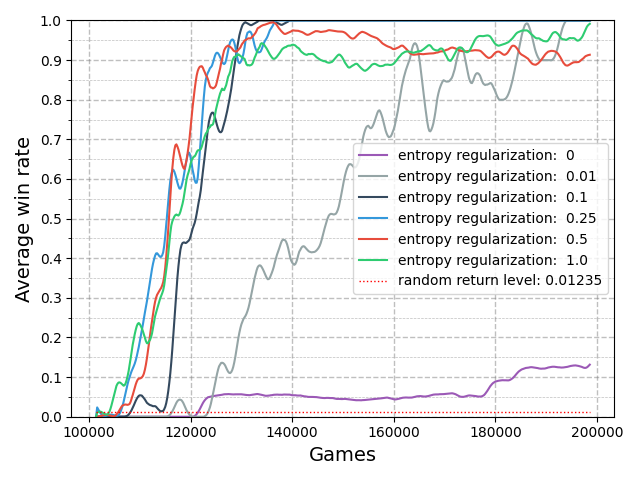 1.0
0.9
0.8
0.7
0.6
0.5
0.4
0.3
0.2
0.1
0.0
Average win rate
entropy regularization: 0
entropy regularization: 0.01
entropy regularization: 0.1
entropy regularization: 0.25
entropy regularization: 0.5
entropy regularization: 1.0
random return level: 0.01235
100000 120000 140000 160000 180000 200000
Games